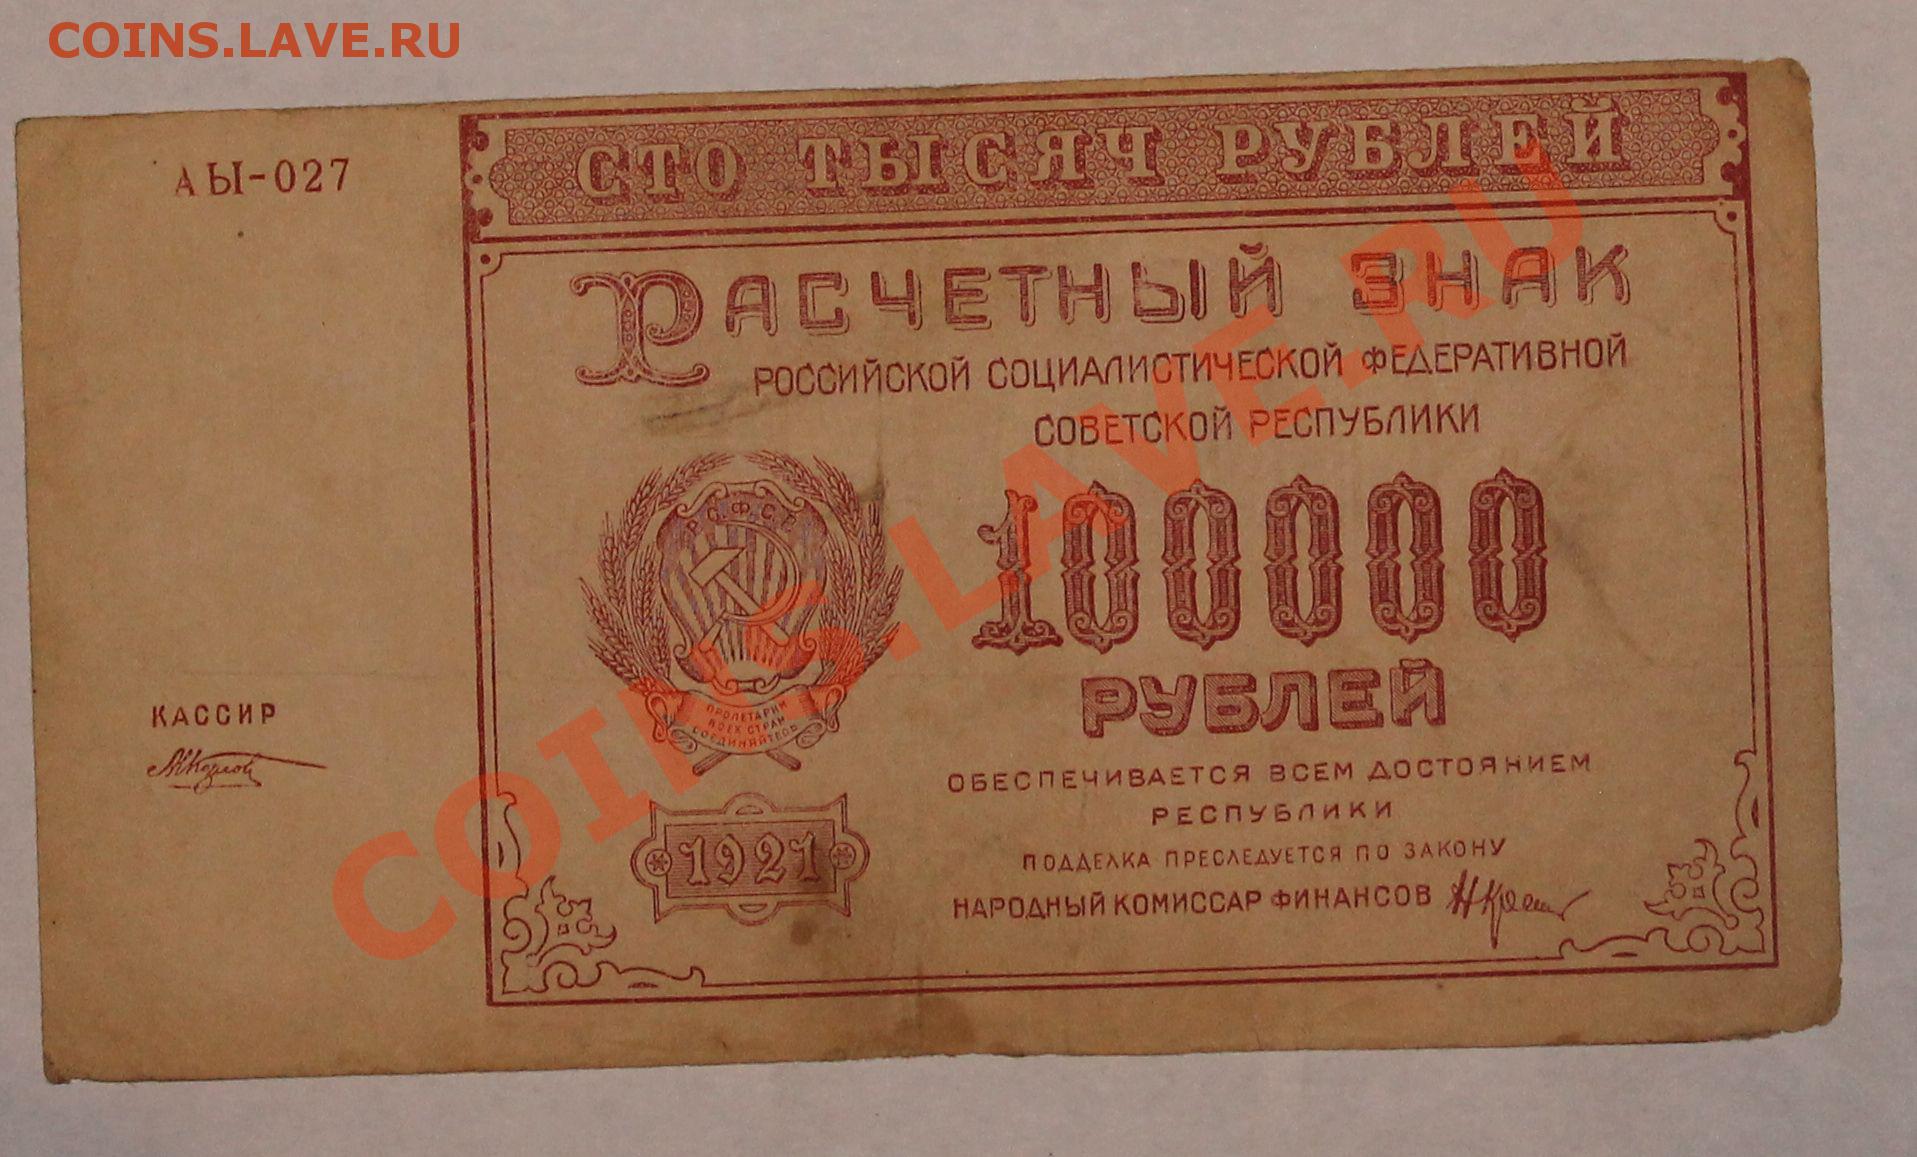 COINS.LAVE.RU
АЫ-027
СТО ТЫСЯЧ РУБЛЕЙ
РАСЧЕТНЫЙ ЗНАК
РОССИЙСКОЙ СОЦИАЛИСТИЧЕСКОЙ ФЕДЕРАТИВНОЙ
СОВЕТСКОЙ РЕСПУБЛИКИ
Р.С.Ф.С.Р.
100000
РУБЛЕЙ
ПРОЛЕТАРИИ
ВСЕХ СТРАН
СОЕДИНЯЙТЕСЬ
КАССИР
ОБЕСПЕЧИВАЕТСЯ ВСЕМ ДОСТОЯНИЕМ
РЕСПУБЛИКИ
1921
ПОДДЕЛКА ПРЕСЛЕДУЕТСЯ ПО ЗАКОНУ
НАРОДНЫЙ КОМИССАР ФИНАНСОВ
COINS.LAVE.RU